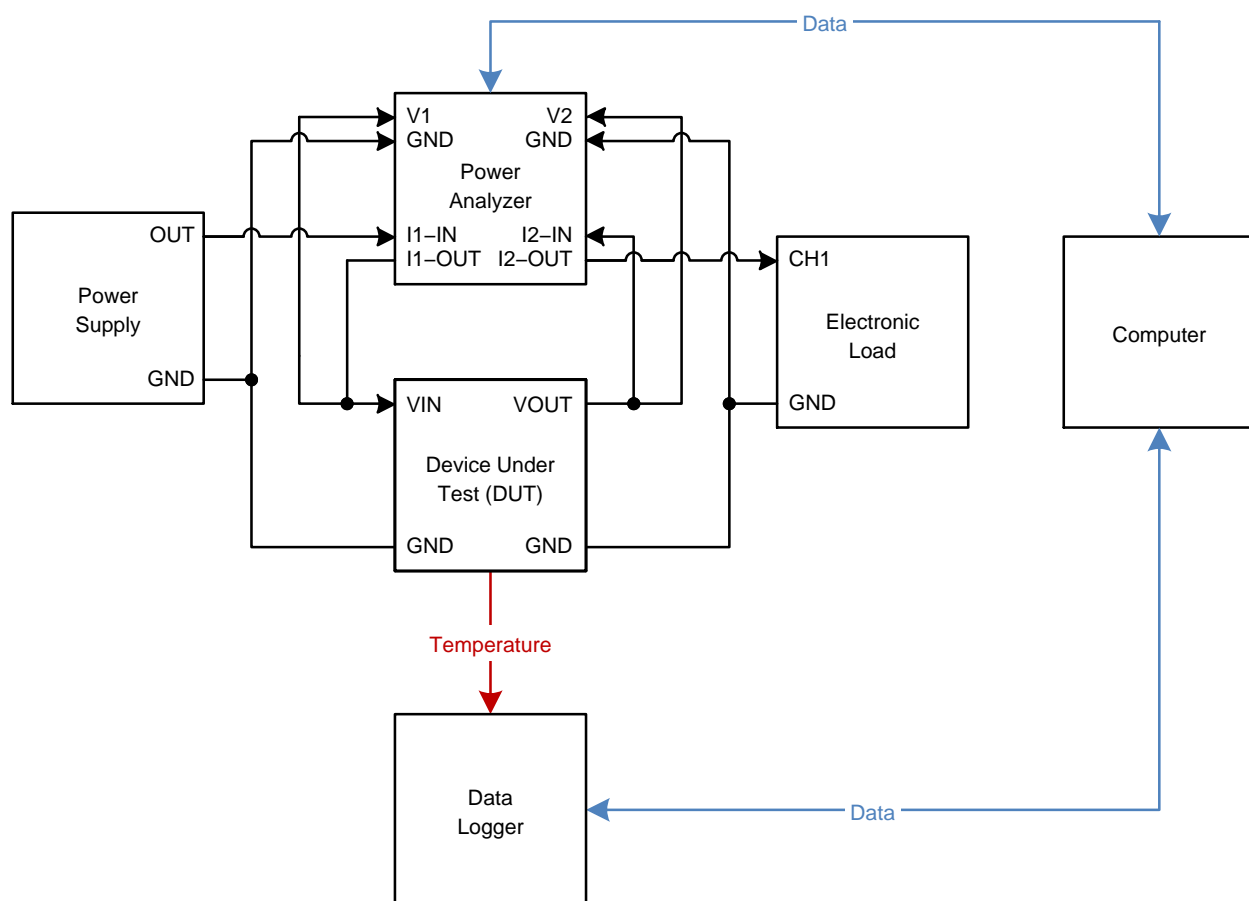 Data
V1
V2
GND
GND
Power
Analyzer
I1–IN
I2–IN
I1–OUT
I2–OUT
OUT
Power
Supply
GND
CH1
Electronic
Load
GND
Computer
VIN
VOUT
Device Under
Test (DUT)
GND
GND
Temperature
Data
Logger
Data